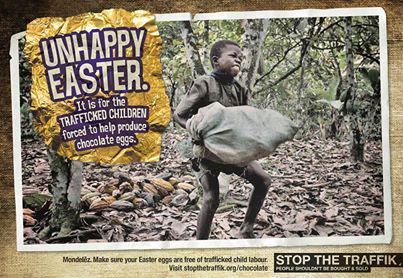 UNHAPPY
EASTER.
It is for the
TRAFFICKED CHILDREN
forced to help produce
chocolate eggs.
Mondelēz. Make sure your Easter eggs are free of trafficked child labour.
Visit stopthetraffik.org/chocolate
STOP THE TRAFFIK.
PEOPLE SHOULDN'T BE BOUGHT & SOLD